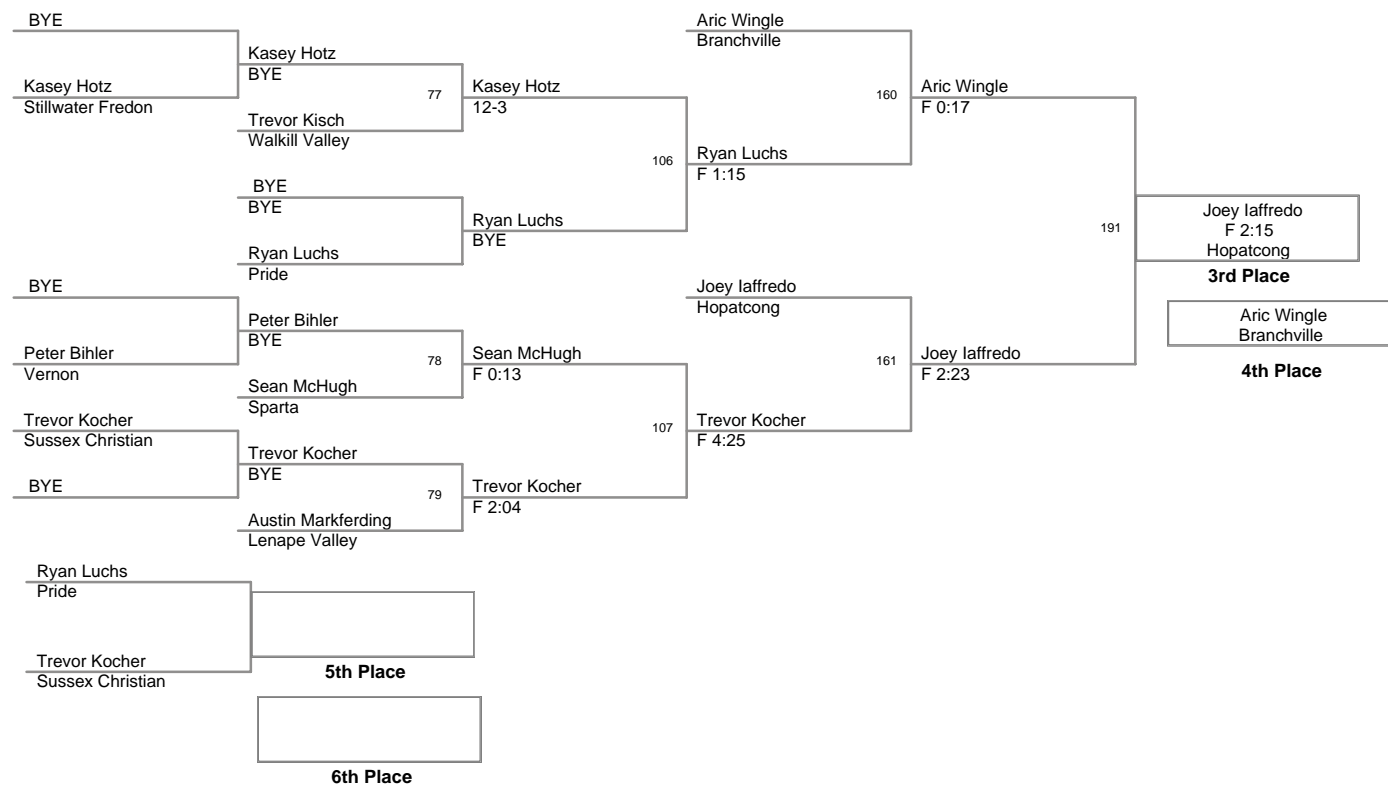 BYE
Kasey Hotz
Stillwater Fredon
Kasey Hotz
BYE
77
Trevor Kisch
Walkill Valley
Kasey Hotz
12-3
BYE
BYE
Ryan Luchs
Pride
Ryan Luchs
BYE
106
Aric Wingle
Branchville
Ryan Luchs
F 1:15
160
Aric Wingle
F 0:17
BYE
Peter Bihler
Vernon
Peter Bihler
BYE
78
Sean McHugh
Sparta
Sean McHugh
F 0:13
Trevor Kocher
Sussex Christian
BYE
Trevor Kocher
BYE
79
Austin Markferding
Lenape Valley
Trevor Kocher
F 2:04
107
Joey Iaffredo
Hopatcong
Trevor Kocher
F 4:25
161
Joey Iaffredo
F 2:23
191
Joey Iaffredo
F 2:15
Hopatcong
3rd Place
Aric Wingle
Branchville
4th Place
Ryan Luchs
Pride
Trevor Kocher
Sussex Christian
5th Place
6th Place